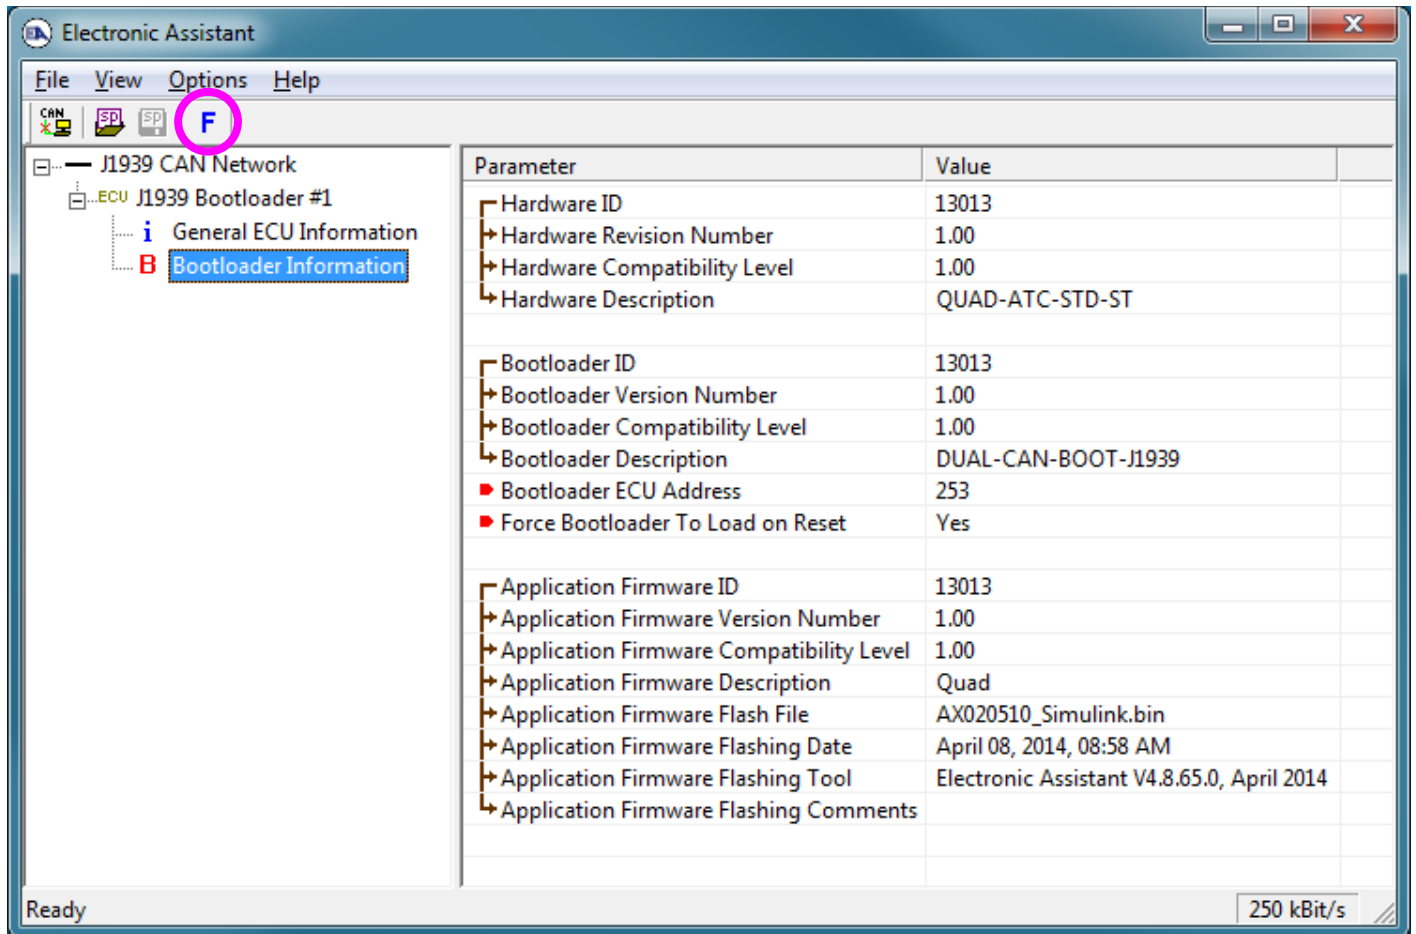 EA Electronic Assistant
File View Options Help
CAN SP SP F
J1939 CAN Network
ECU J1939 Bootloader #1
i General ECU Information
B Bootloader Information
Parameter Value
Hardware ID 13013
Hardware Revision Number 1.00
Hardware Compatibility Level 1.00
Hardware Description QUAD-ATC-STD-ST
Bootloader ID 13013
Bootloader Version Number 1.00
Bootloader Compatibility Level 1.00
Bootloader Description DUAL-CAN-BOOT-J1939
Bootloader ECU Address 253
Force Bootloader To Load on Reset Yes
Application Firmware ID 13013
Application Firmware Version Number 1.00
Application Firmware Compatibility Level 1.00
Application Firmware Description Quad
Application Firmware Flash File AX020510_Simulink.bin
Application Firmware Flashing Date April 08, 2014, 08:58 AM
Application Firmware Flashing Tool Electronic Assistant V4.8.65.0, April 2014
Application Firmware Flashing Comments
Ready 250 kBit/s